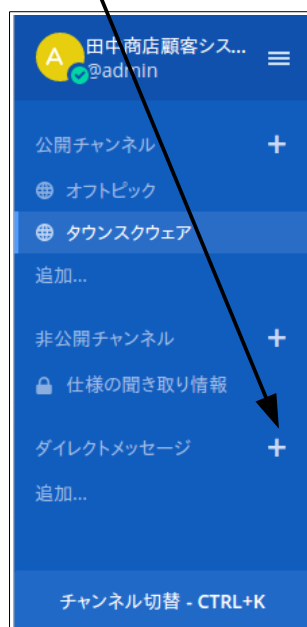 A
田中商店顧客シス...
@admin
公開チャンネル
オフトピック
タウンスクウェア
追加...
非公開チャンネル
仕様の聞き取り情報
ダイレクトメッセージ
追加...
チャンネル切替 - CTRL+K